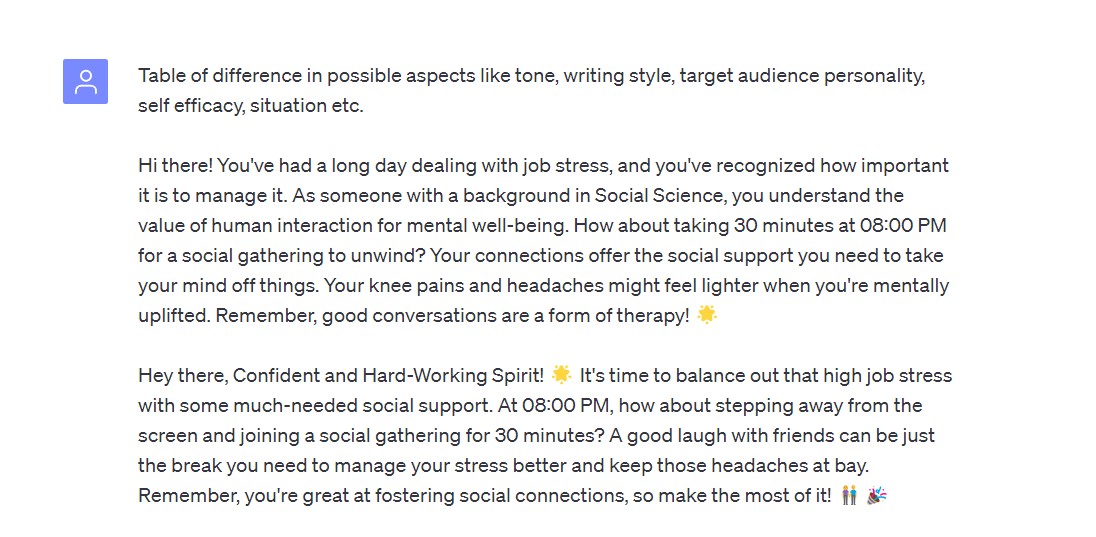 Table of difference in possible aspects like tone, writing style, target audience personality,
self efficacy, situation etc.
Hi there! You've had a long day dealing with job stress, and you've recognized how important
it is to manage it. As someone with a background in Social Science, you understand the
value of human interaction for mental well-being. How about taking 30 minutes at 08:00 PM
for a social gathering to unwind? Your connections offer the social support you need to take
your mind off things. Your knee pains and headaches might feel lighter when you're mentally
uplifted. Remember, good conversations are a form of therapy! 🌟
Hey there, Confident and Hard-Working Spirit! 🌟 It's time to balance out that high job stress
with some much-needed social support. At 08:00 PM, how about stepping away from the
screen and joining a social gathering for 30 minutes? A good laugh with friends can be just
the break you need to manage your stress better and keep those headaches at bay.
Remember, you're great at fostering social connections, so make the most of it! 👫 🎉